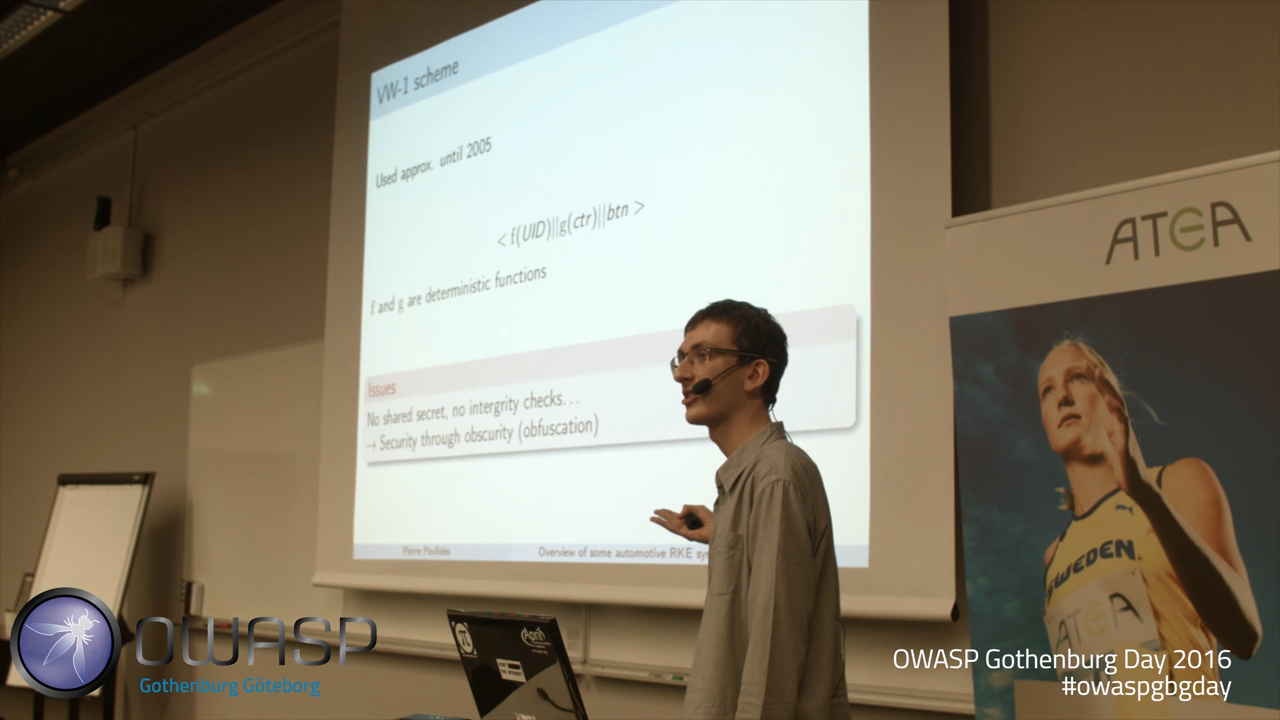 VW-1 scheme
Used approx. until 2005
< f(UID)||g(ctr)||btn >
f and g are deterministic functions
Issues
No shared secret, no intergrity checks...
→ Security through obscurity (obfuscation)
Pierre Pavlidès
Overview of some automotive RKE sy
ATEA
SWEDEN
ATEA
π
April
OWASP
Gothenburg Göteborg
OWASP Gothenburg Day 2016
#owaspgbgday